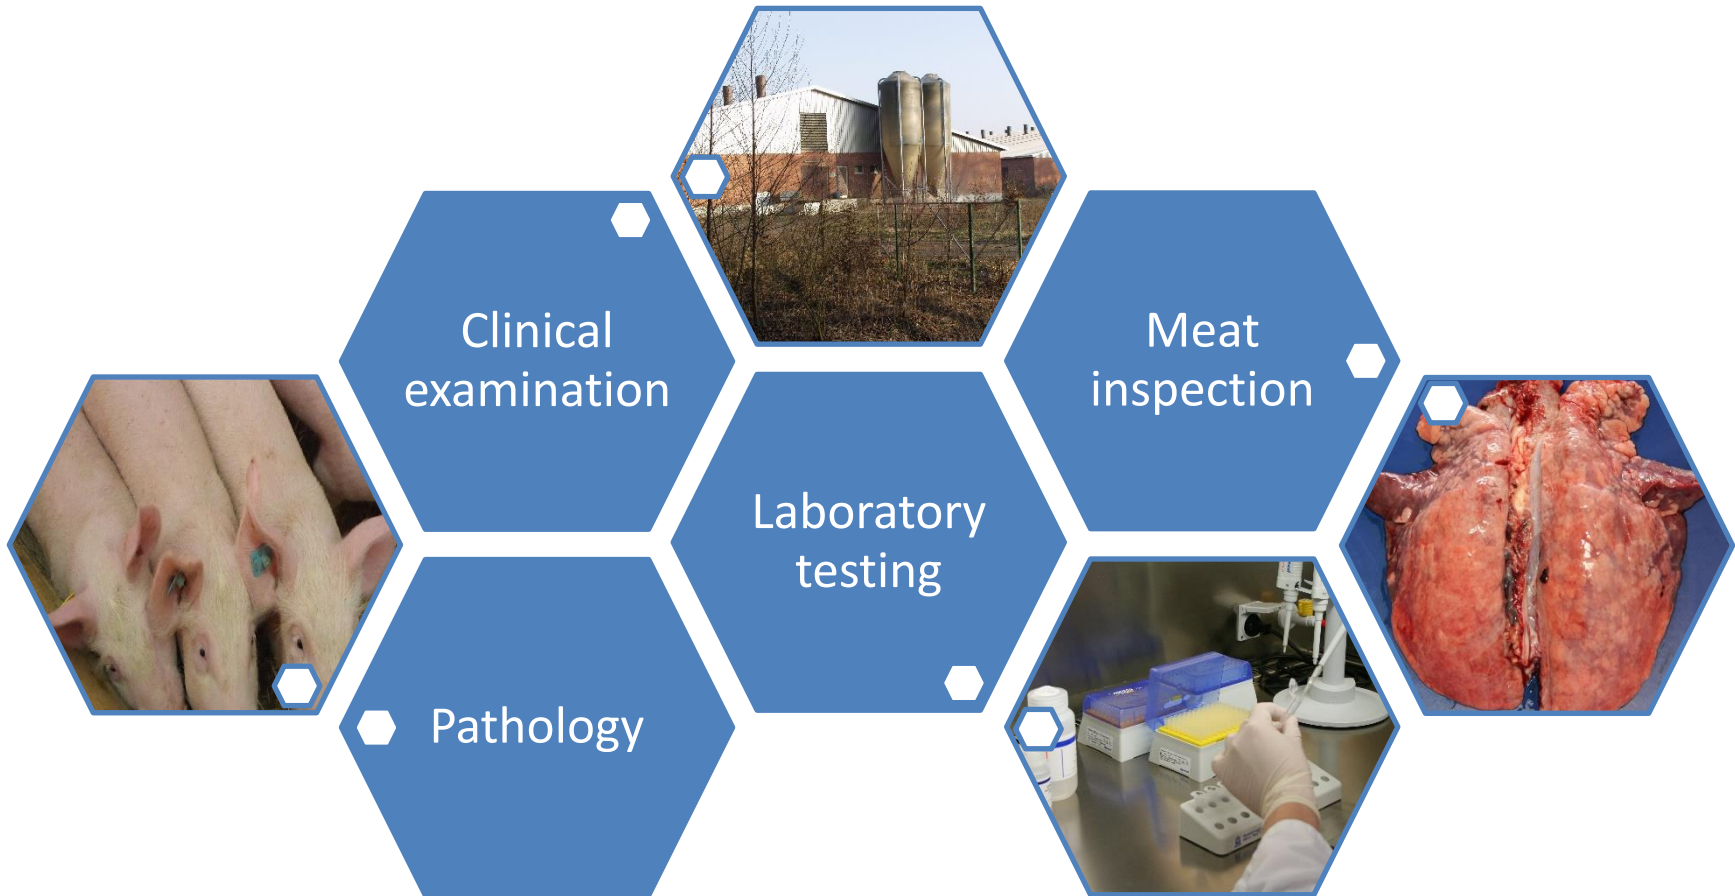 Clinical
examination
Meat
inspection
Laboratory
testing
Pathology